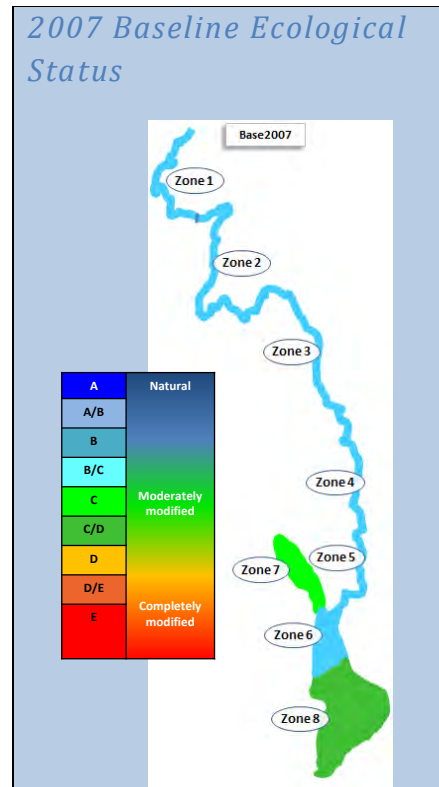 2007 Baseline Ecological
Status
Base2007
Zone 1
Zone 2
Zone 3
Zone 4
Zone 5
Zone 7
Zone 6
Zone 8
A
Natural
A/B
B
B/C
C
Moderately
modified
C/D
D
D/E
E
Completely
modified